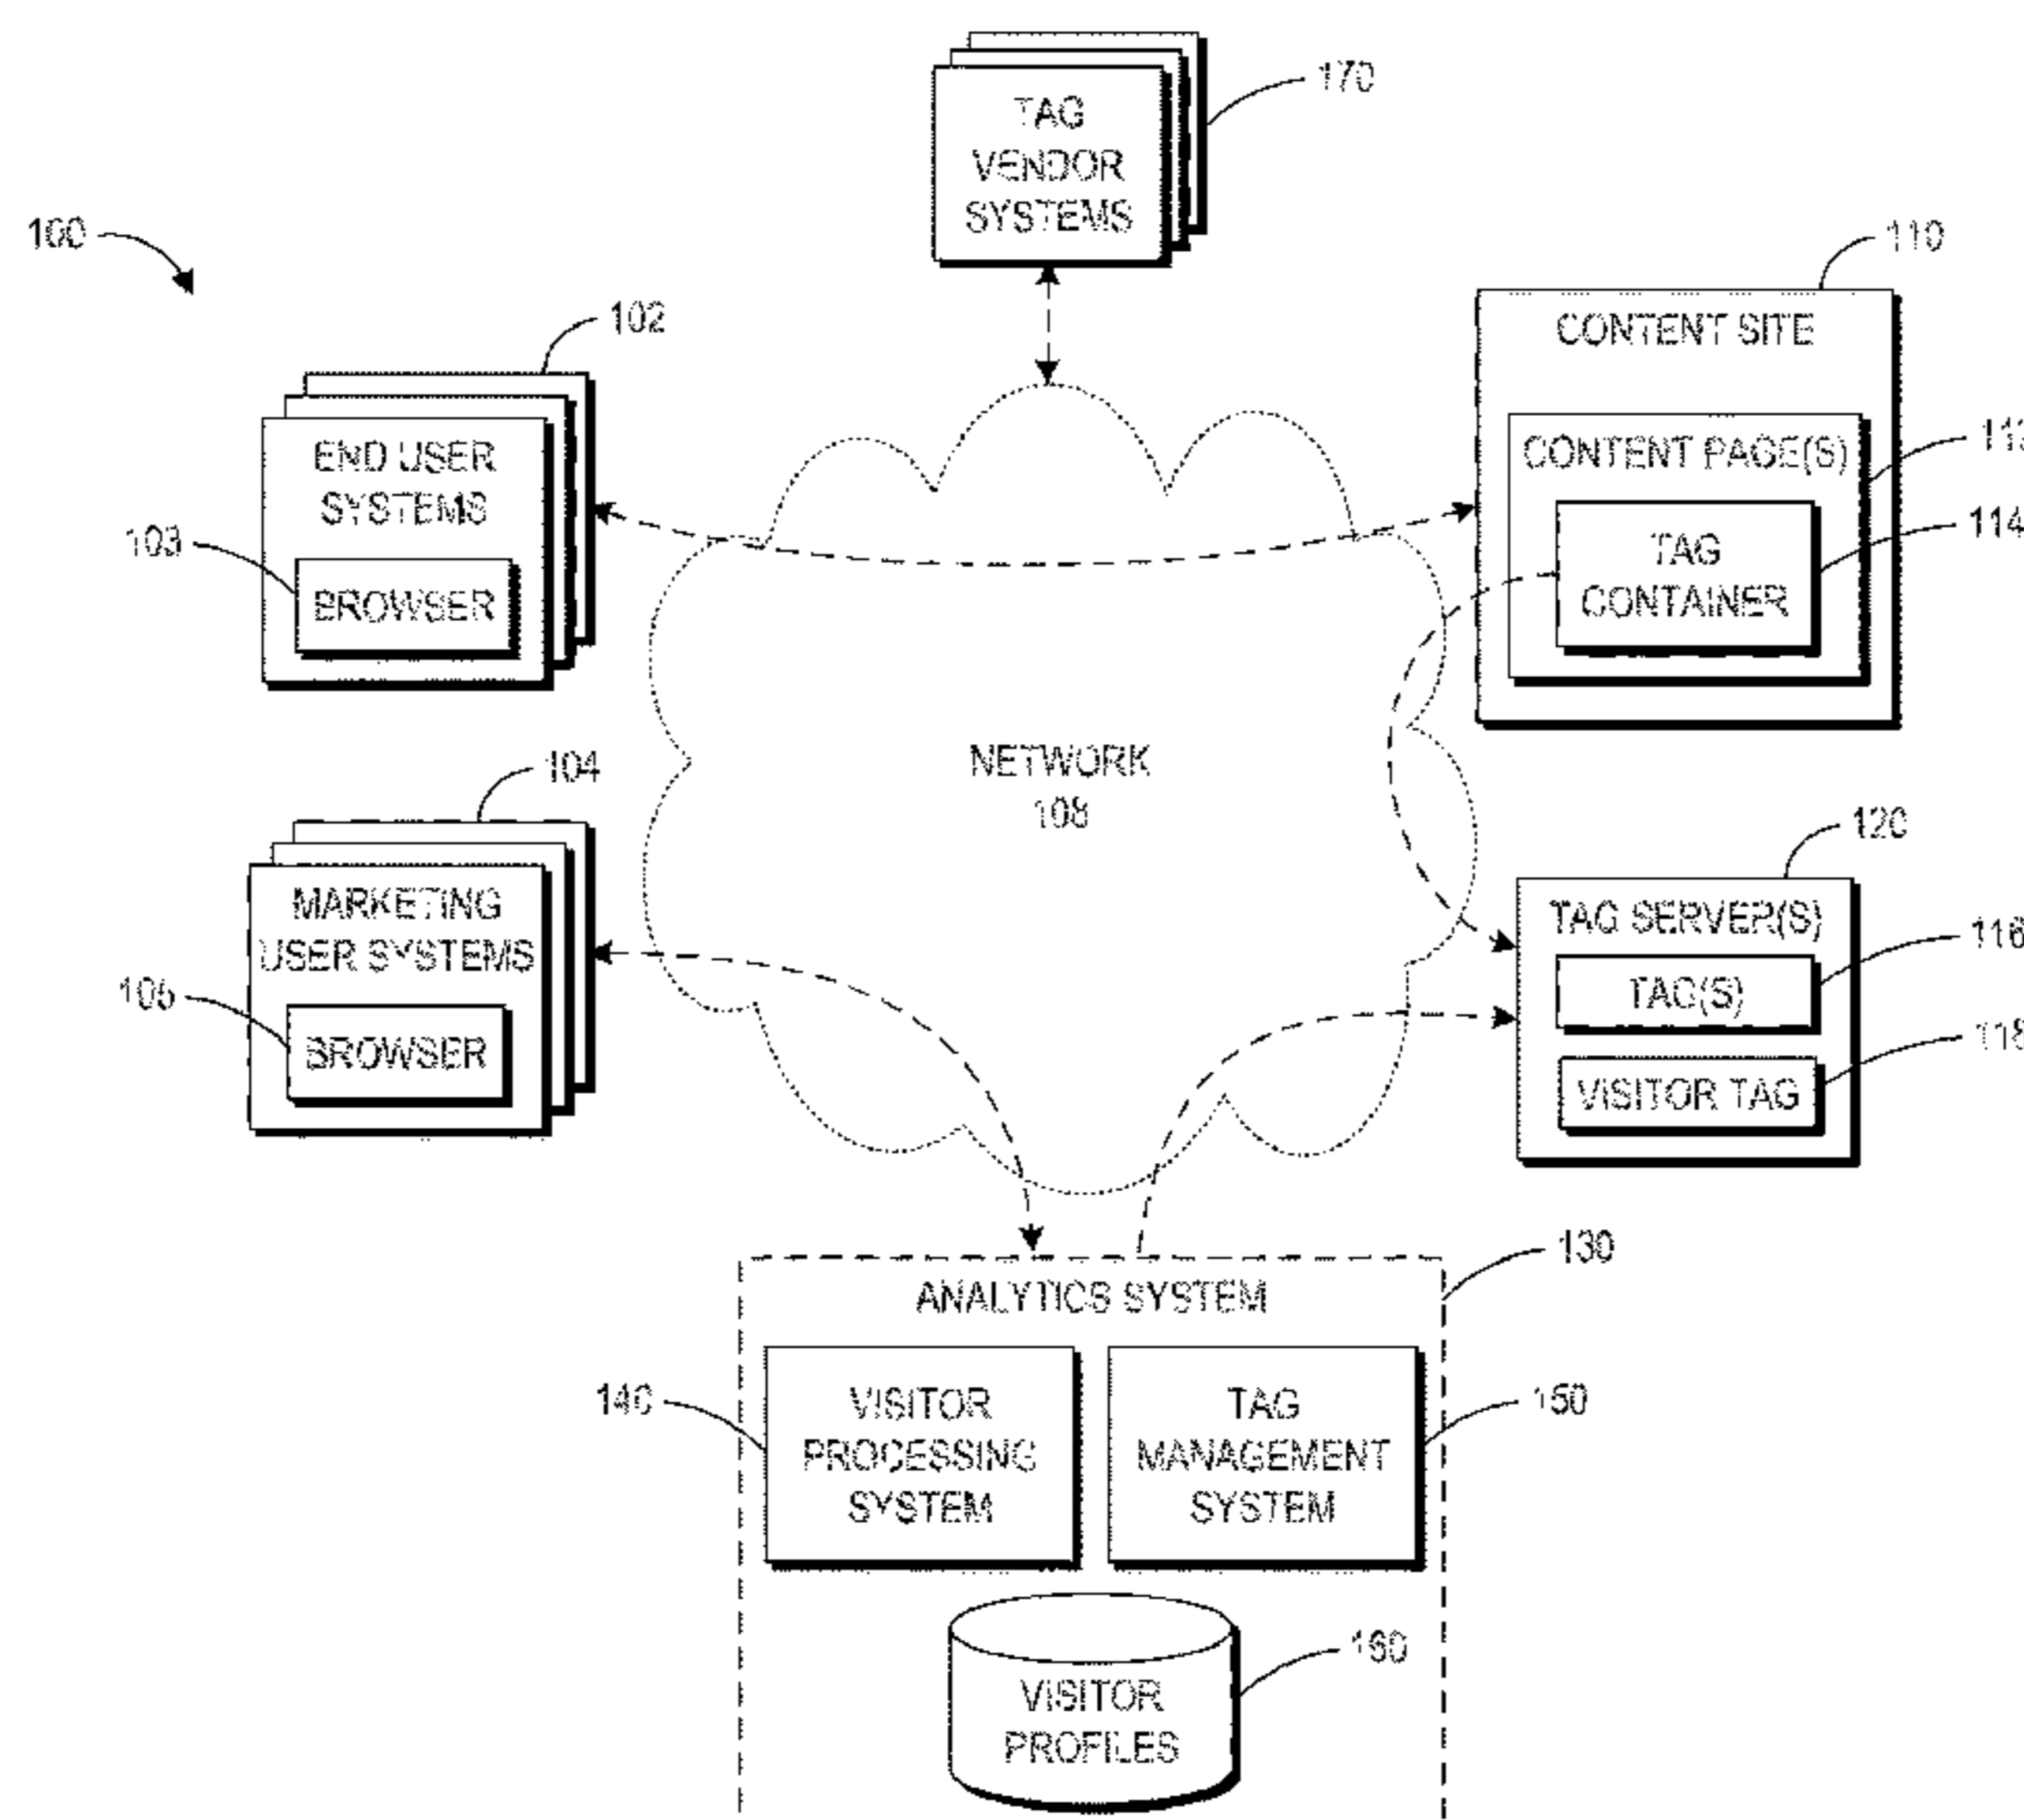 170
TAG
VENDOR
SYSTEMS
100
110
102
CONTENT SITE
END USER
SYSTEMS
CONTENT PAGE(S)
103
BROWSER
114
TAG
CONTAINER
NETWORK
108
104
120
MARKETING
USER SYSTEMS
TAG SERVER(S)
116
105
BROWSER
TAG(S)
118
VISITOR TAG
130
ANALYTICS SYSTEM
140
VISITOR
PROCESSING
SYSTEM
TAG
MANAGEMENT
SYSTEM
150
160
VISITOR
PROFILES